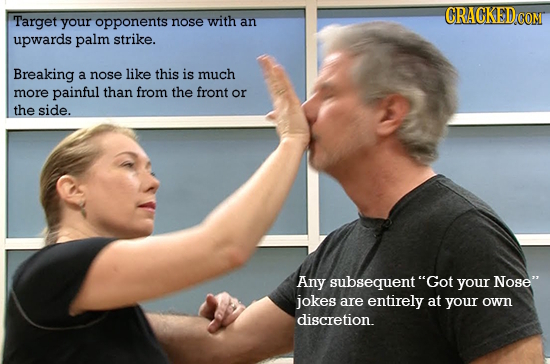 CRACKED.COM
Target your opponents nose with an
upwards palm strike.
Breaking a nose like this is much
more painful than from the front or
the side.
Any subsequent "Got your Nose"
jokes are entirely at your own
discretion.